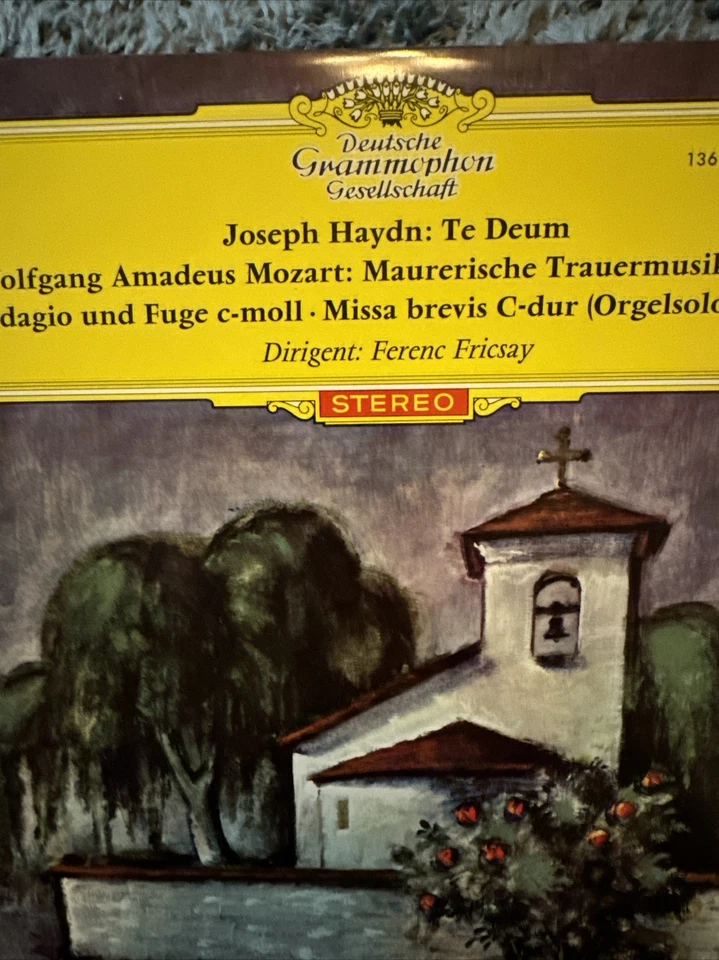 Deutsche
Grammophon
Gesellschaft
136
Joseph Haydn: Te Deum
olfgang Amadeus Mozart: Maurerische Trauermusik
dagio und Fuge c-moll · Missa brevis C-dur (Orgelsolo
Dirigent: Ferenc Fricsay
STEREO